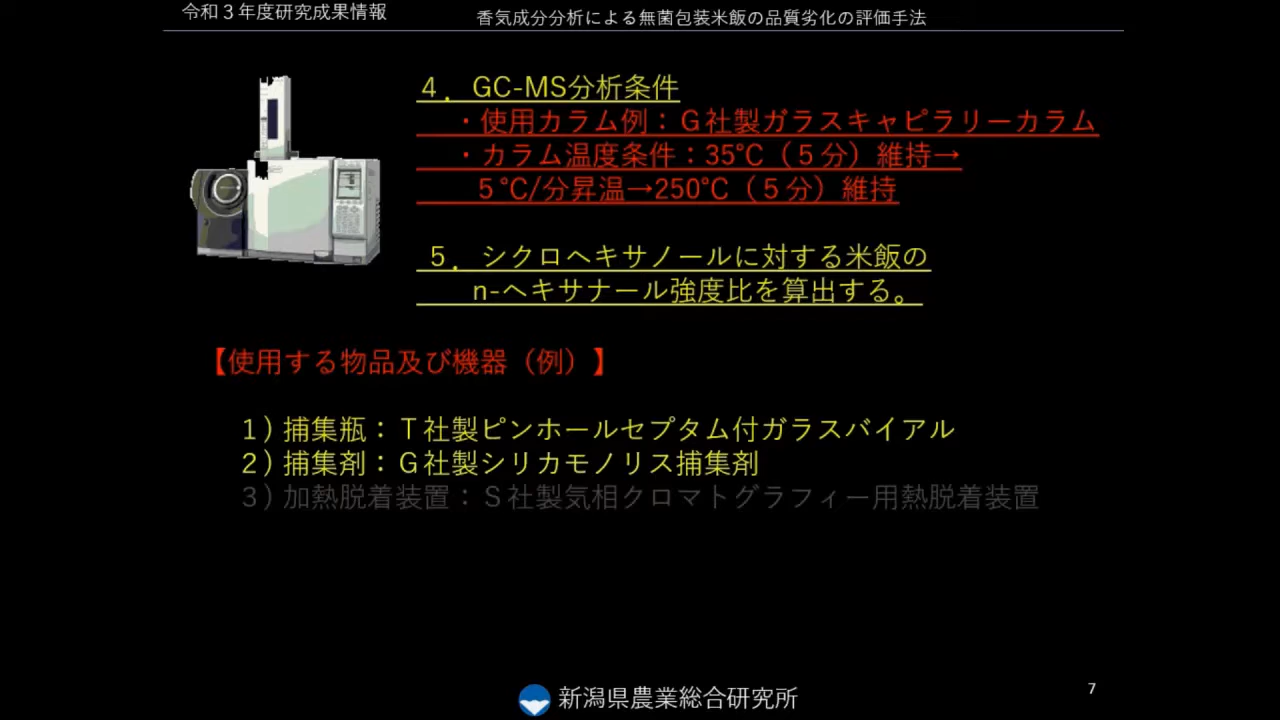 令和３年度研究成果情報
香気成分分析による無菌包装米飯の品質劣化の評価手法
４．GC-MS分析条件
・使用カラム例：Ｇ社製ガラスキャピラリーカラム
・カラム温度条件：35℃（５分）維持→
５℃/分昇温→250℃（５分）維持
５．シクロヘキサノールに対する米飯の
n-ヘキサナール強度比を算出する。
【使用する物品及び機器（例）】
１）捕集瓶：Ｔ社製ピンホールセプタム付ガラスバイアル
２）捕集剤：Ｇ社製シリカモノリス捕集剤
３）加熱脱着装置：Ｓ社製気相クロマトグラフィー用熱脱着装置
新潟県農業総合研究所
7